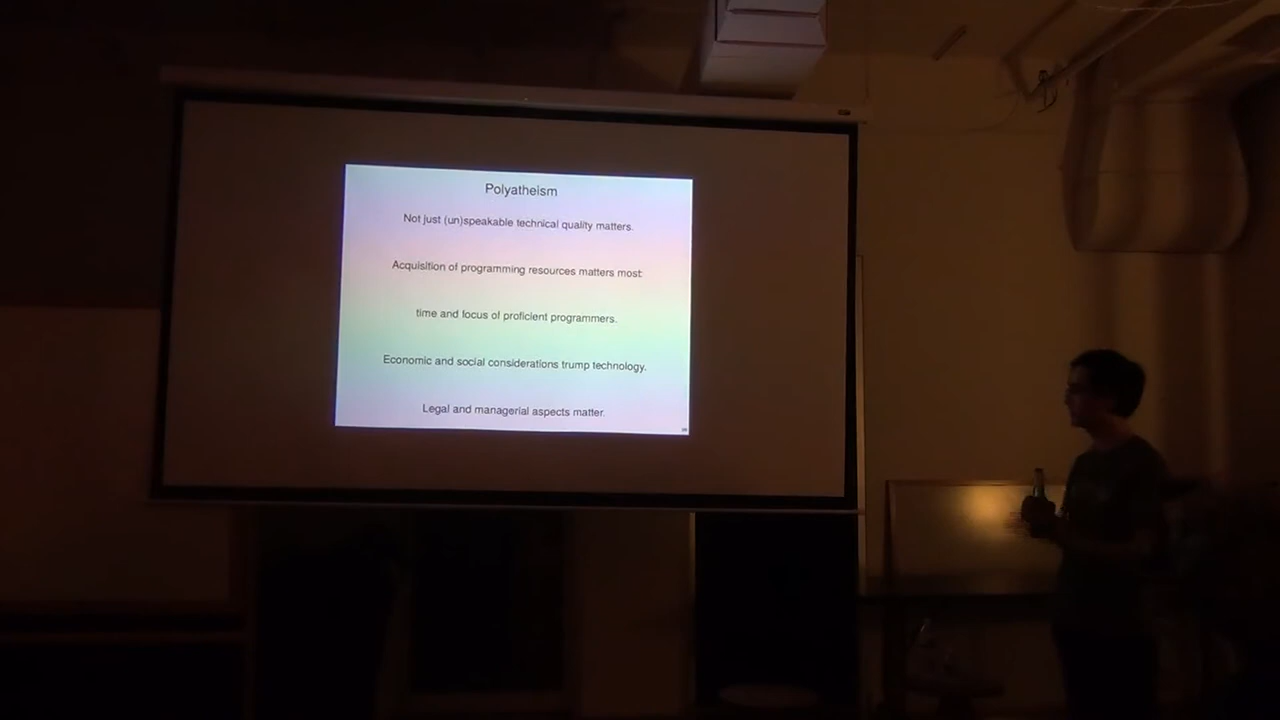 Polyatheism
Not just (un)speakable technical quality matters.
Acquisition of programming resources matters most:
time and focus of proficient programmers.
Economic and social considerations trump technology.
Legal and managerial aspects matter.